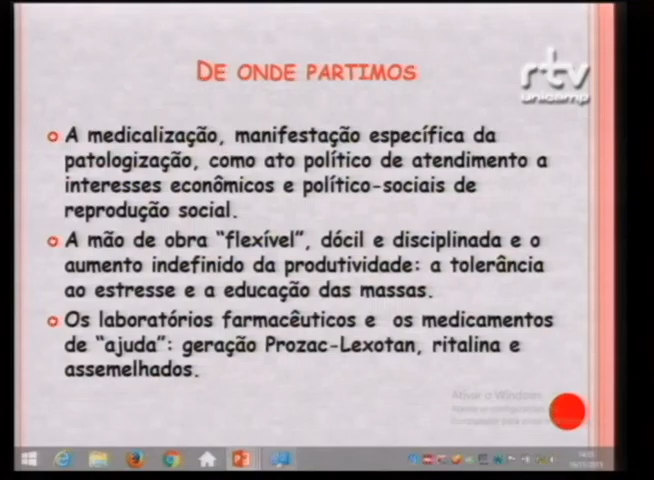 DE ONDE PARTIMOS
rtv
unicamp
A medicalização, manifestação específica da
patologização, como ato político de atendimento a
interesses econômicos e político-sociais de
reprodução social.
A mão de obra “flexível”, dócil e disciplinada e o
aumento indefinido da produtividade: a tolerância
ao estresse e a educação das massas.
Os laboratórios farmacêuticos e os medicamentos
de “ajuda”: geração Prozac-Lexotan, ritalina e
assemelhados.
Ativar o Windows